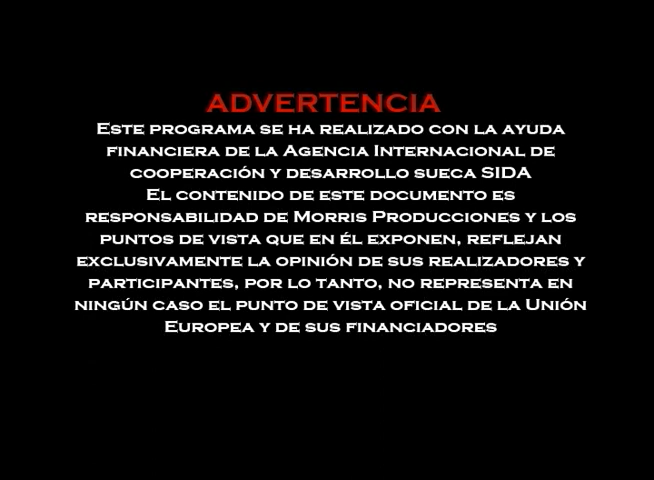 ADVERTENCIA
Este programa se ha realizado con la ayuda
financiera de la Agencia Internacional de
cooperación y desarrollo sueca SIDA
El contenido de este documento es
responsabilidad de Morris Producciones y los
puntos de vista que en él exponen, reflejan
exclusivamente la opinión de sus realizadores y
participantes, por lo tanto, no representa en
ningún caso el punto de vista oficial de la Unión
Europea y de sus financiadores